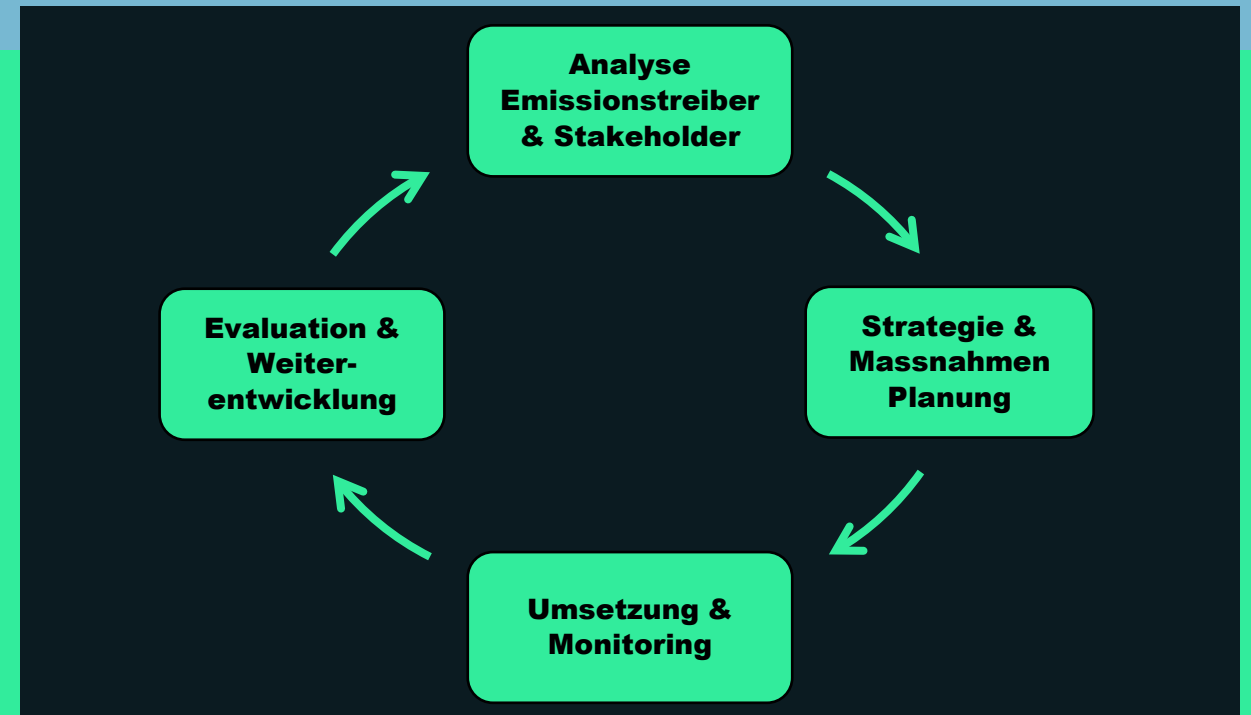 Analyse
Emissionstreiber
& Stakeholder
Strategie &
Massnahmen
Planung
Umsetzung &
Monitoring
Evaluation &
Weiter-
entwicklung